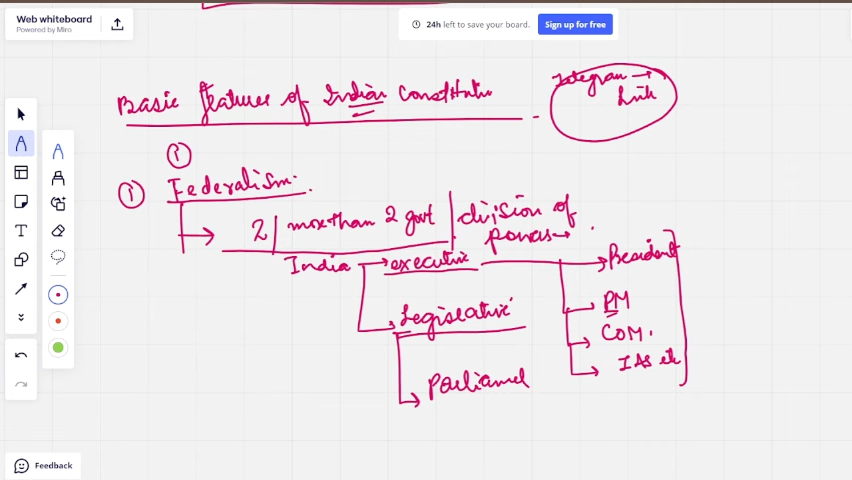 Web whiteboard
Powered by Miro
24h left to save your board.
Sign up for free
Basic features of Indian Constitutio
Telegram →
link
①
① Federalism.
2 | more than 2 govt | division of
powers →
India → executive → President
PM
COM.
IAS etc
Legislative
Parliament
Feedback